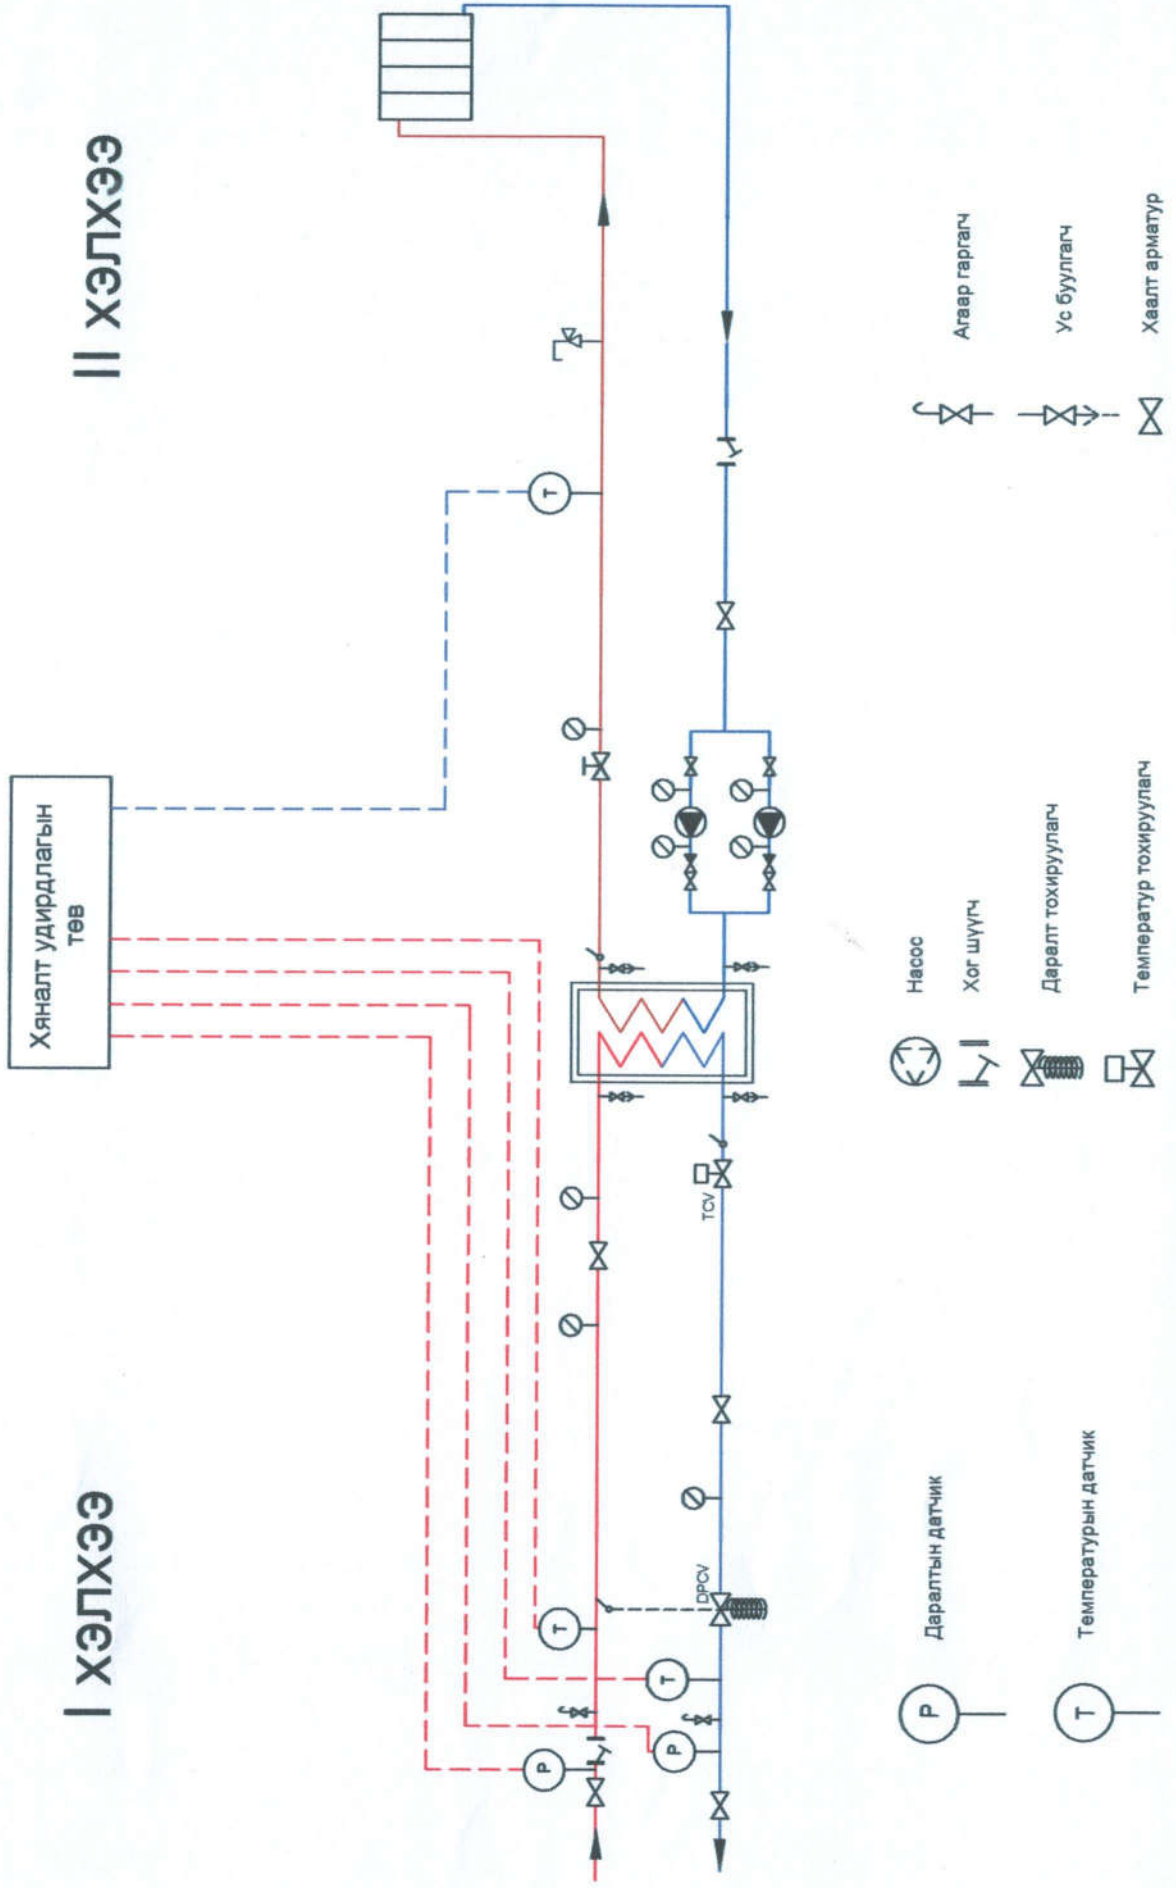 I ХЭЛХЭЭ
II ХЭЛХЭЭ
Хяналт удирдлагын
төв
P
T
P
T
T
DPCV
TCV
P
Даралтын датчик
T
Температурын датчик
Насос
Хог шүүгч
Даралт тохируулагч
Температур тохируулагч
Агаар гаргагч
Ус буулгагч
Хаалт арматур